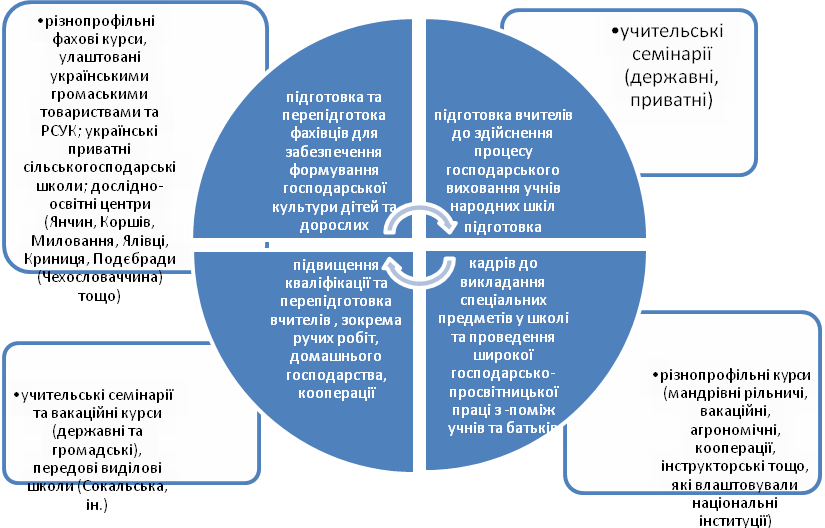 •різнопрофільні
фахові курси,
улаштовані
українськими
громаськими
товариствами та
РСУК; українські
приватні
сільськогосподарські
школи; дослідно-
освітні центри
(Янчин, Коршів,
Миловання, Ялівці,
Криниця, Подєбради
(Чехословаччина)
тощо)
підготовка та
перепідготока
фахівців для
забезпечення
формування
господарської
культури дітей та
дорослих
підготовка вчителів
до здійснення
процесу
господарського
виховання учнів
народних шкіл
підготовка
•учительські
семінарії
(державні,
приватні)
підвищення
кваліфікації та
перепідготовка
вчителів , зокрема
ручих робіт,
домашнього
господарства,
кооперації
кадрів до
викладання
спеціальних
предметів у школі
та проведення
широкої
господарсько-
просвітницької
праці з -поміж
учнів та батьків
•учительські семінарії
та вакаційні курси
(державні та
громадські),
передові виділові
школи (Сокальська,
ін.)
•різнопрофільні курси
(мандрівні рільничі,
вакаційні,
агрономічні,
кооперації,
інструкторські тощо,
які влаштовували
національні
інституції)